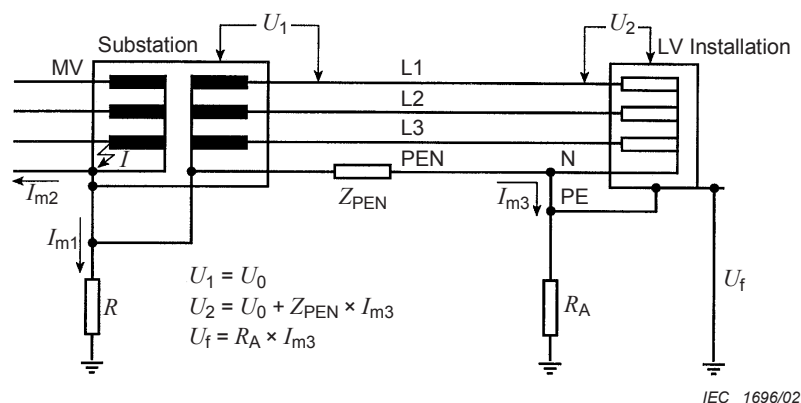 U1
U2
Substation
LV Installation
MV
L1
L2
L3
I
PEN
N
Im2
ZPEN
Im3
PE
Im1
U1 = U0
R
U2 = U0 + ZPEN × Im3
RA
Uf
Uf = RA × Im3
IEC 1696/02